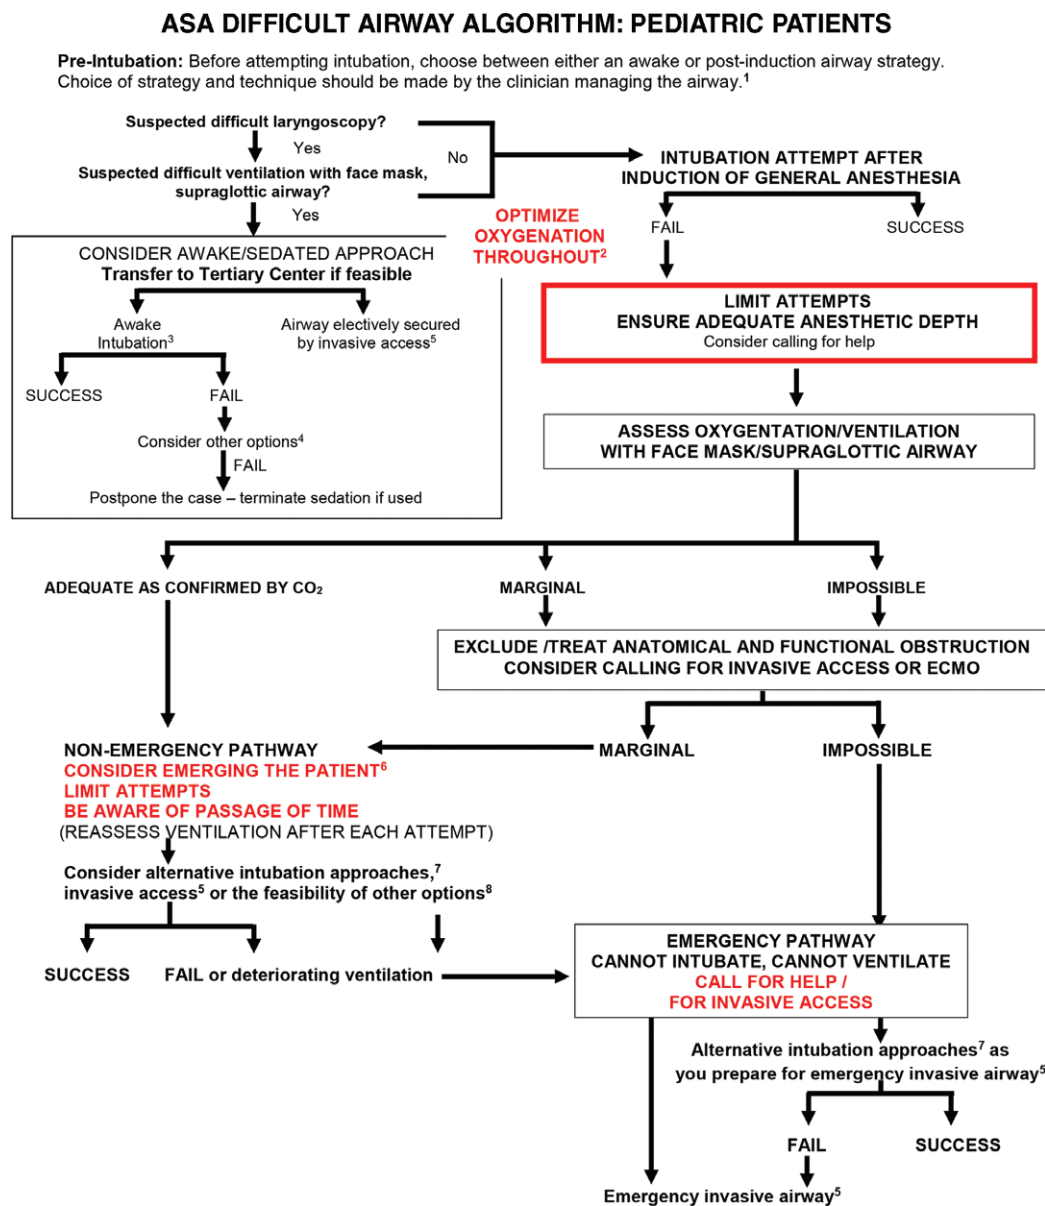 ASA DIFFICULT AIRWAY ALGORITHM: PEDIATRIC PATIENTS
Pre-Intubation: Before attempting intubation, choose between either an awake or post-induction airway strategy.
Choice of strategy and technique should be made by the clinician managing the airway.¹
Suspected difficult laryngoscopy?
Yes
No
Suspected difficult ventilation with face mask,
supraglottic airway?
Yes
INTUBATION ATTEMPT AFTER
INDUCTION OF GENERAL ANESTHESIA
OPTIMIZE
OXYGENATION
THROUGHOUT²
FAIL
SUCCESS
CONSIDER AWAKE/SEDATED APPROACH
Transfer to Tertiary Center if feasible
Awake
Intubation³
Airway electively secured
by invasive access⁵
SUCCESS
FAIL
Consider other options⁴
FAIL
Postpone the case – terminate sedation if used
LIMIT ATTEMPTS
ENSURE ADEQUATE ANESTHETIC DEPTH
Consider calling for help
ASSESS OXYGENTATION/VENTILATION
WITH FACE MASK/SUPRAGLOTTIC AIRWAY
ADEQUATE AS CONFIRMED BY CO₂
MARGINAL
IMPOSSIBLE
EXCLUDE /TREAT ANATOMICAL AND FUNCTIONAL OBSTRUCTION
CONSIDER CALLING FOR INVASIVE ACCESS OR ECMO
MARGINAL
IMPOSSIBLE
NON-EMERGENCY PATHWAY
CONSIDER EMERGING THE PATIENT⁶
LIMIT ATTEMPTS
BE AWARE OF PASSAGE OF TIME
(REASSESS VENTILATION AFTER EACH ATTEMPT)
Consider alternative intubation approaches,⁷
invasive access⁵ or the feasibility of other options⁸
SUCCESS
FAIL or deteriorating ventilation
EMERGENCY PATHWAY
CANNOT INTUBATE, CANNOT VENTILATE
CALL FOR HELP /
FOR INVASIVE ACCESS
Alternative intubation approaches⁷ as
you prepare for emergency invasive airway⁵
FAIL
SUCCESS
Emergency invasive airway⁵